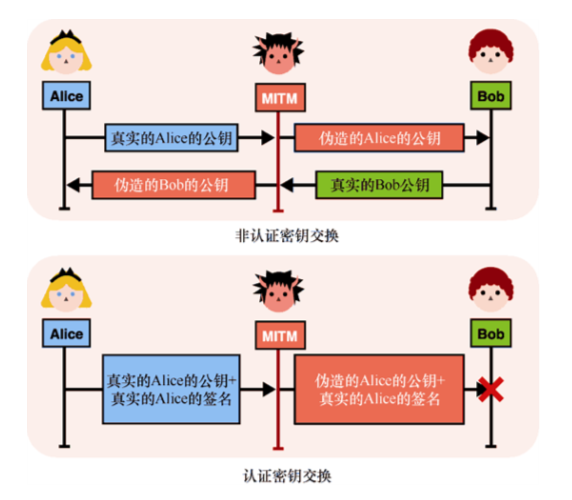 Alice
MITM
Bob
真实的Alice的公钥
伪造的Alice的公钥
伪造的Bob的公钥
真实的Bob公钥
非认证密钥交换
Alice
MITM
Bob
真实的Alice的公钥+
真实的Alice的签名
伪造的Alice的公钥+
真实的Alice的签名
认证密钥交换